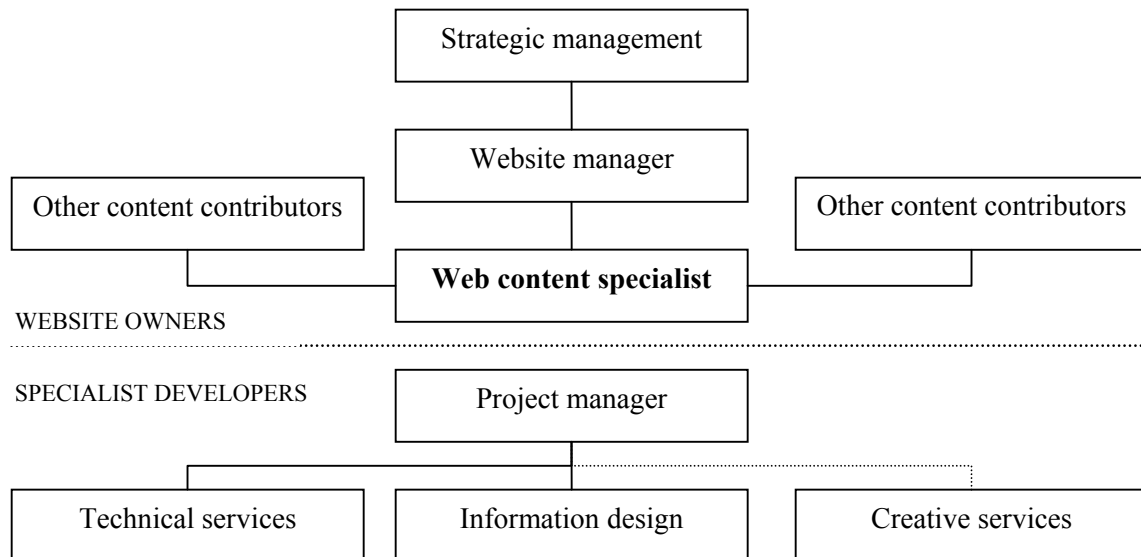 Strategic management
Website manager
Other content contributors
Other content contributors
Web content specialist
WEBSITE OWNERS
SPECIALIST DEVELOPERS
Project manager
Technical services
Information design
Creative services